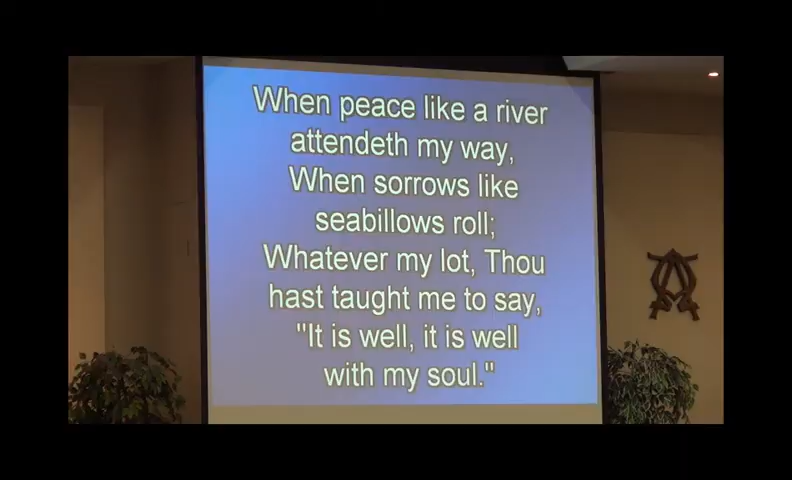 When peace like a river
attendeth my way,
When sorrows like
seabillows roll;
Whatever my lot, Thou
hast taught me to say,
"It is well, it is well
with my soul."